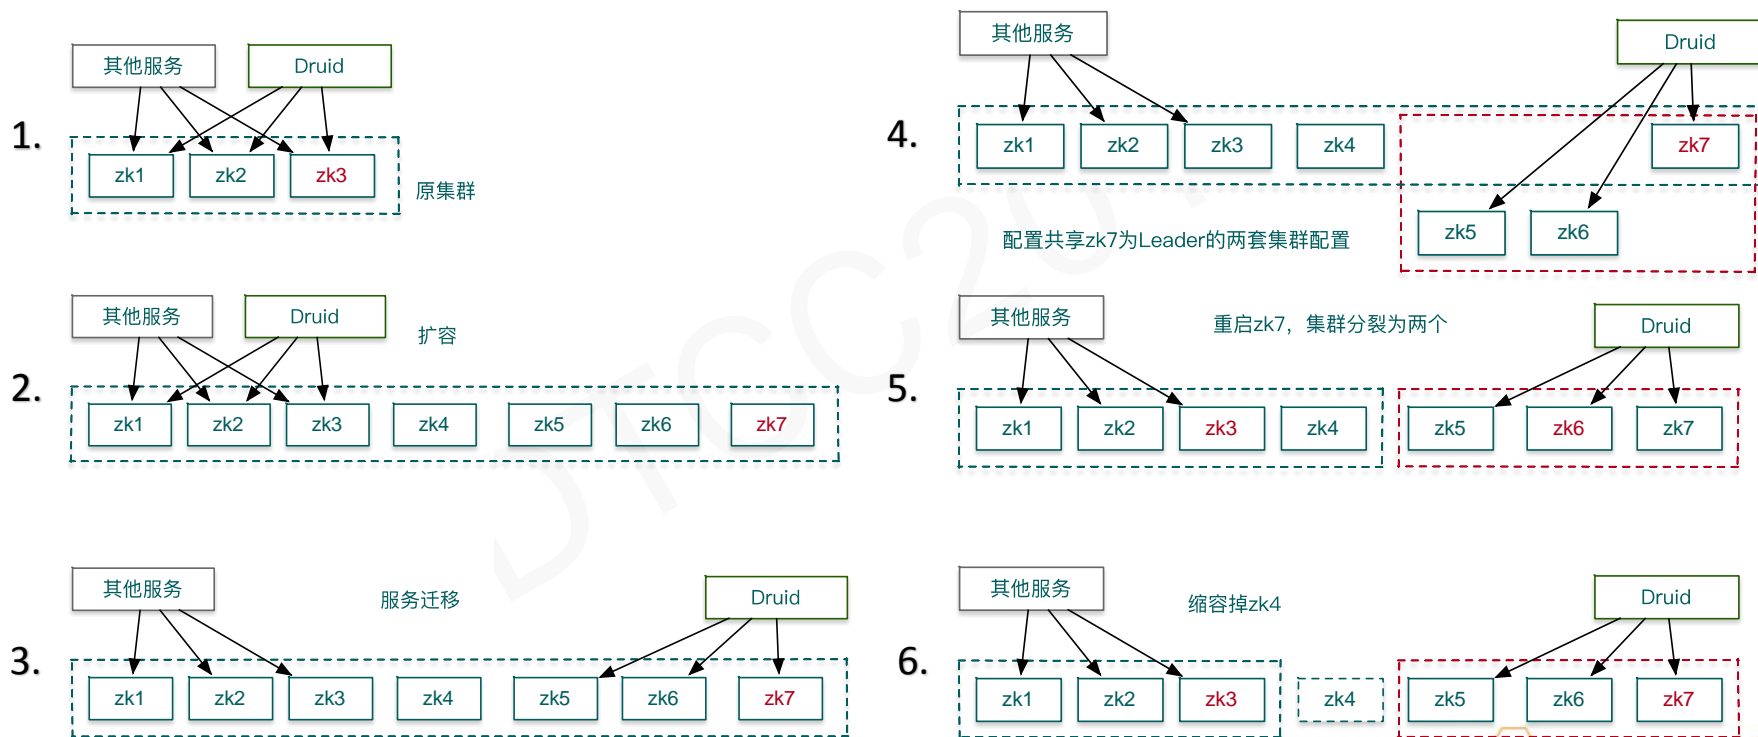 1.
其他服务
Druid
zk1
zk2
zk3
原集群
2.
其他服务
Druid
扩容
zk1
zk2
zk3
zk4
zk5
zk6
zk7
3.
其他服务
服务迁移
Druid
zk1
zk2
zk3
zk4
zk5
zk6
zk7
4.
其他服务
Druid
zk1
zk2
zk3
zk4
zk7
zk5
zk6
配置共享zk7为Leader的两套集群配置
5.
其他服务
重启zk7，集群分裂为两个
Druid
zk1
zk2
zk3
zk4
zk5
zk6
zk7
6.
其他服务
缩容掉zk4
Druid
zk1
zk2
zk3
zk4
zk5
zk6
zk7